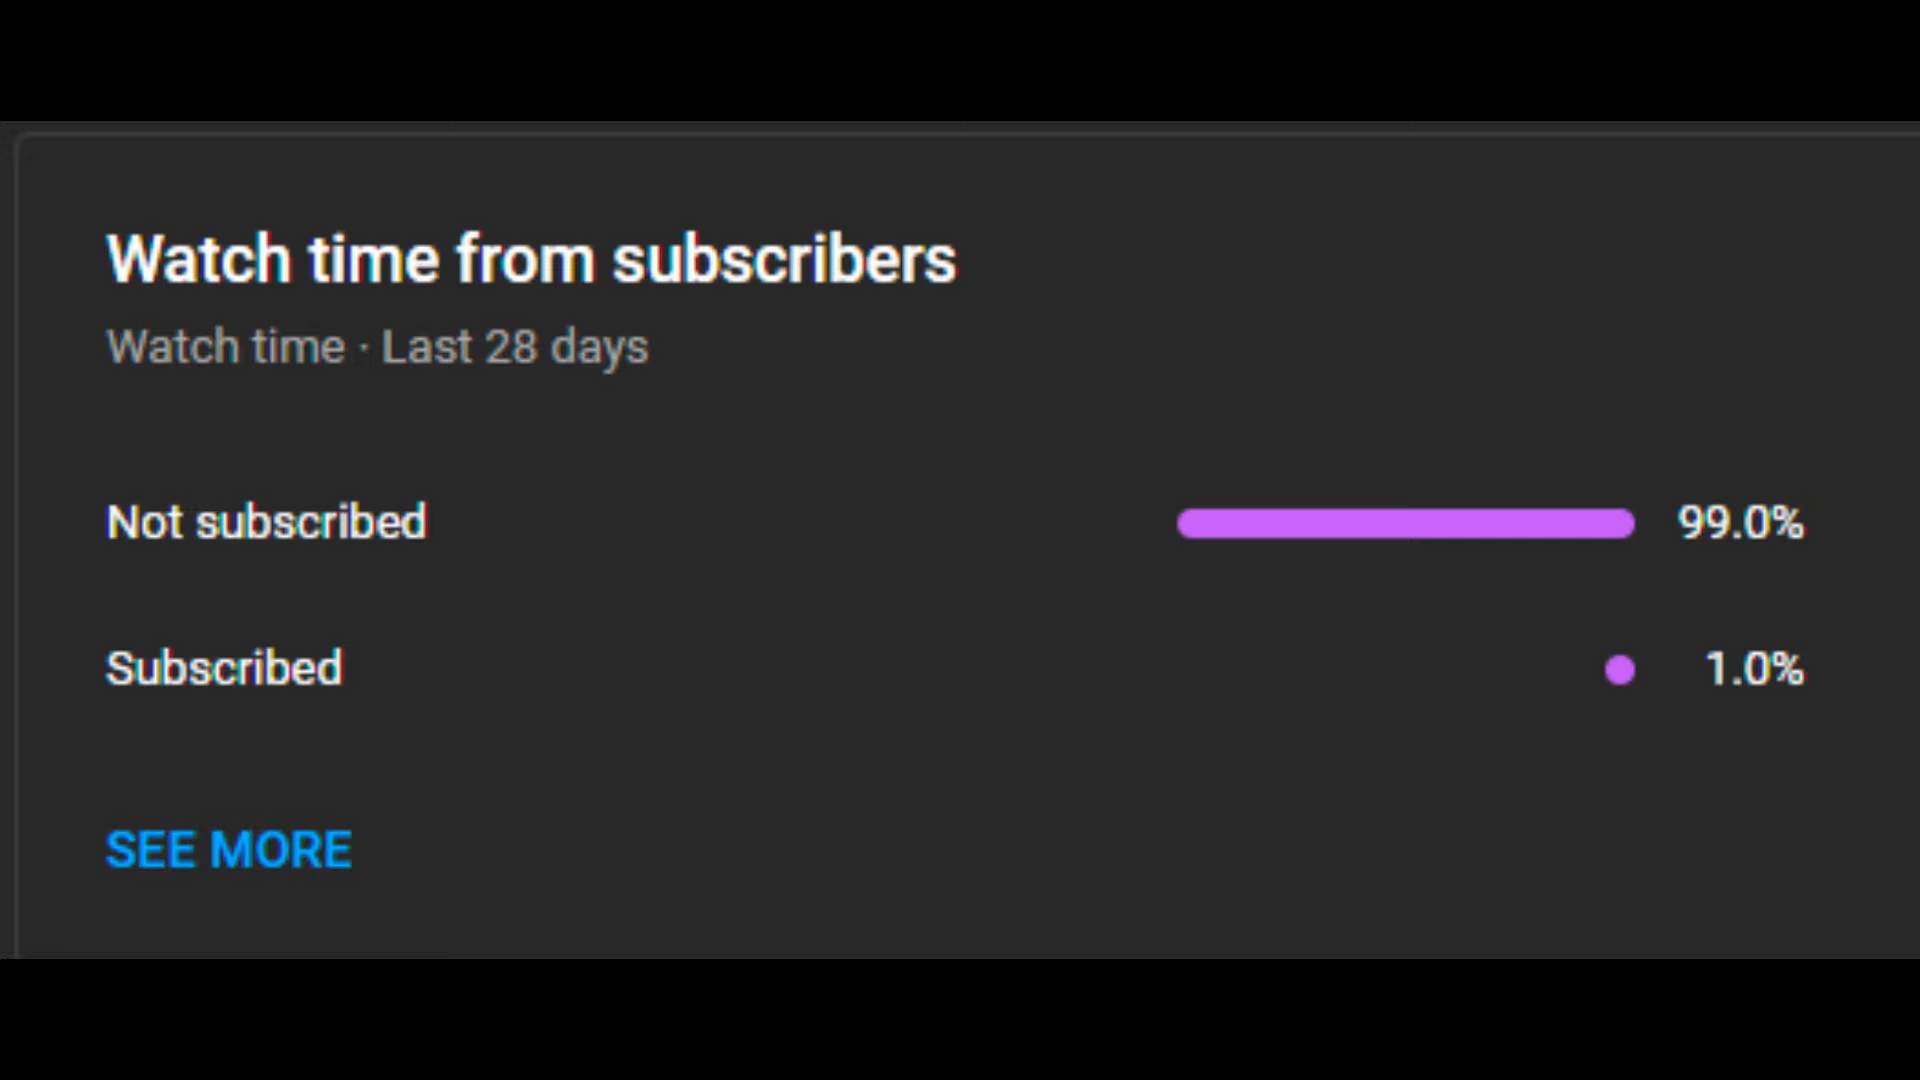 Watch time from subscribers
Watch time · Last 28 days
Not subscribed 99.0%
Subscribed 1.0%
SEE MORE